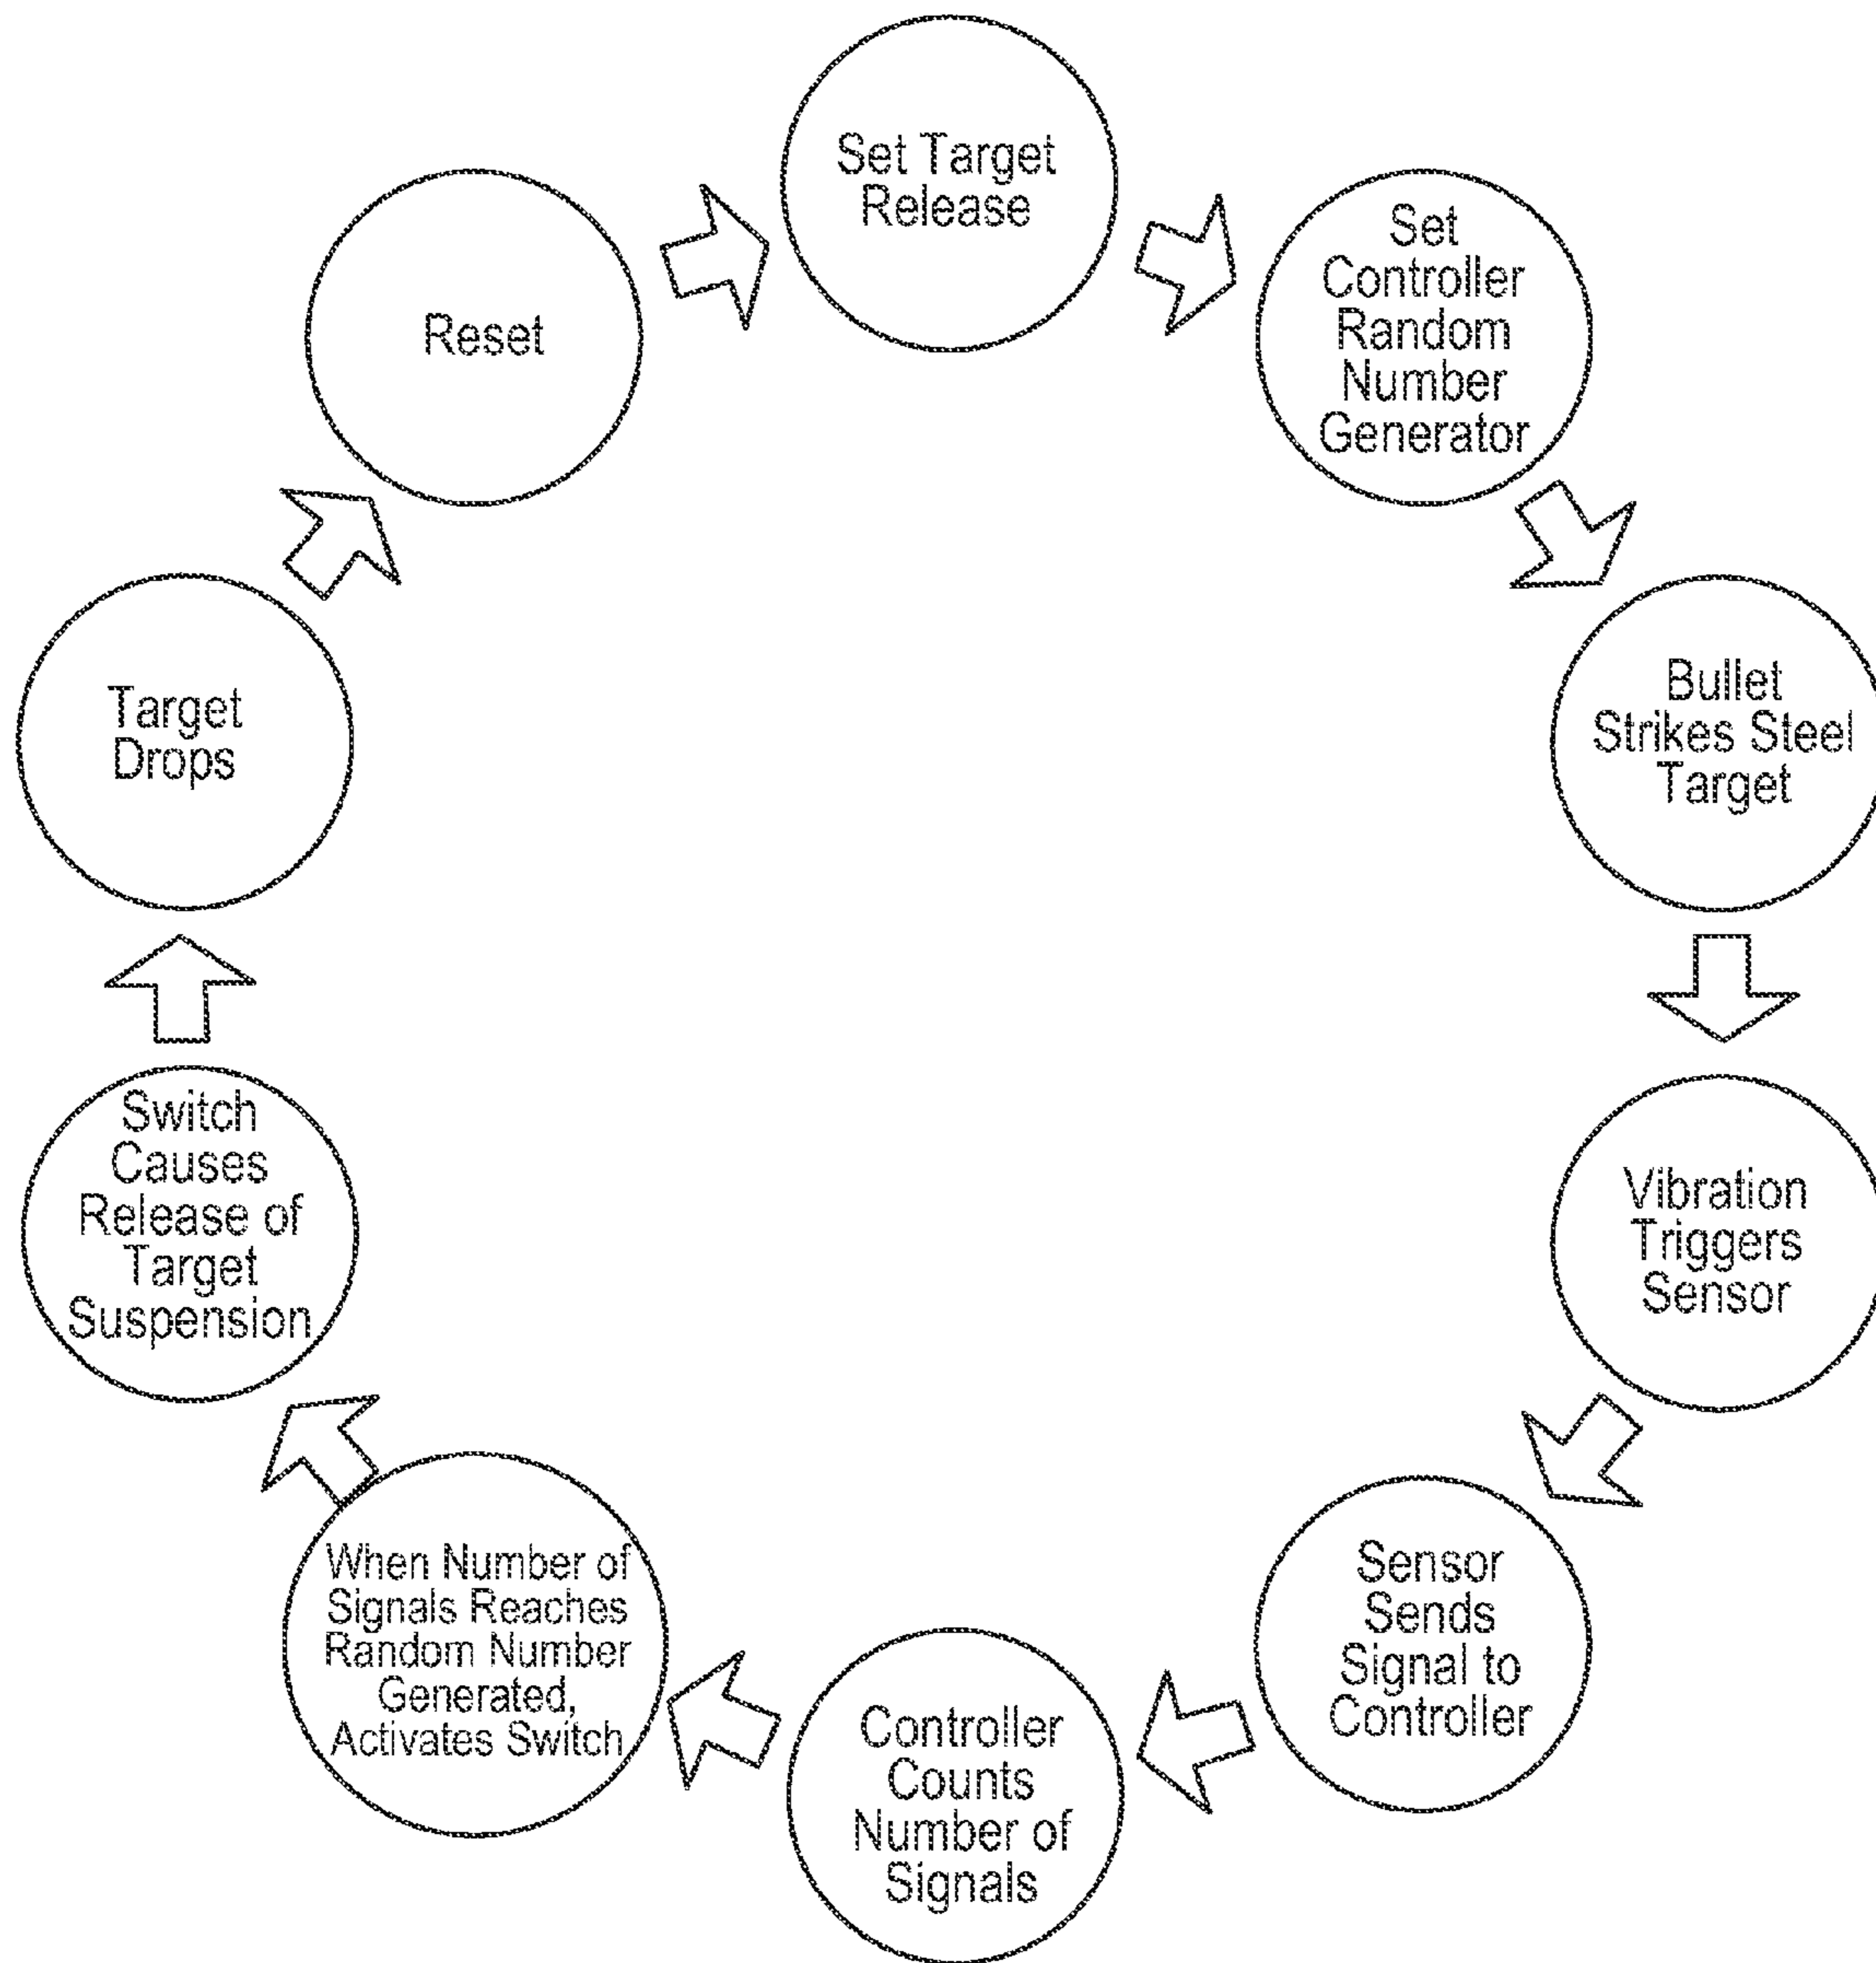 Set Target
Release
Set
Controller
Random
Number
Generator
Bullet
Strikes Steel
Target
Vibration
Triggers
Sensor
Sensor
Sends
Signal to
Controller
Controller
Counts
Number of
Signals
When Number of
Signals Reaches
Random Number
Generated,
Activates Switch
Switch
Causes
Release of
Target
Suspension
Target
Drops
Reset